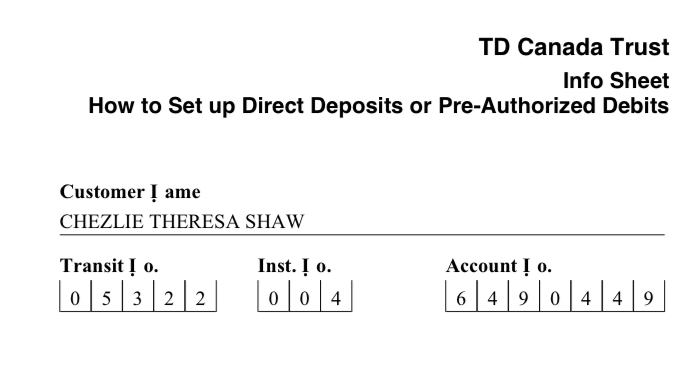 TD Canada Trust
Info Sheet
How to Set up Direct Deposits or Pre-Authorized Debits
Customer Ị ame
CHEZLIE THERESA SHAW
Transit Ị o. Inst. Ị o. Account Ị o.
0 5 3 2 2 0 0 4 6 4 9 0 4 4 9